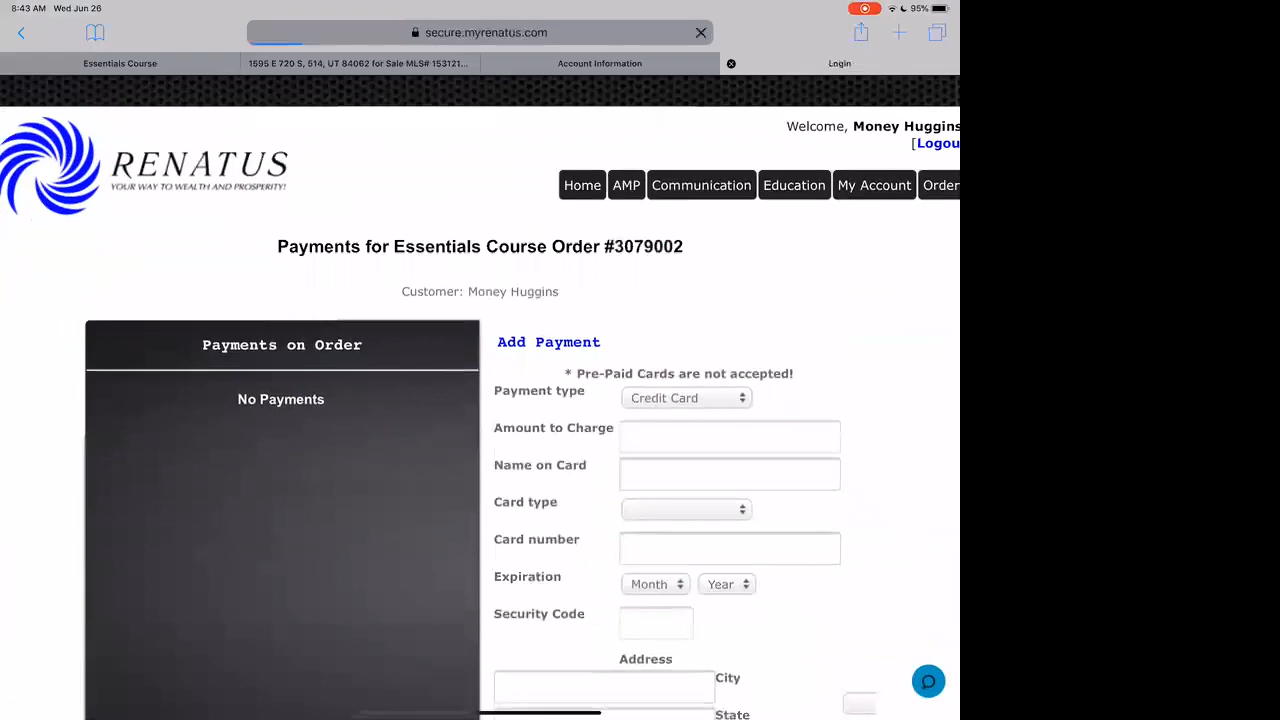 8:43 AM Wed Jun 26
95%
secure.myrenatus.com
Essentials Course
1595 E 720 S, 514, UT 84062 for Sale MLS# 153121...
Account Information
Login
Welcome, Money Huggins
[Logou
RENATUS
YOUR WAY TO WEALTH AND PROSPERITY!
Home AMP Communication Education My Account Order
Payments for Essentials Course Order #3079002
Customer: Money Huggins
Payments on Order
No Payments
Add Payment
* Pre-Paid Cards are not accepted!
Payment type Credit Card
Amount to Charge
Name on Card
Card type
Card number
Expiration Month Year
Security Code
Address
City
State